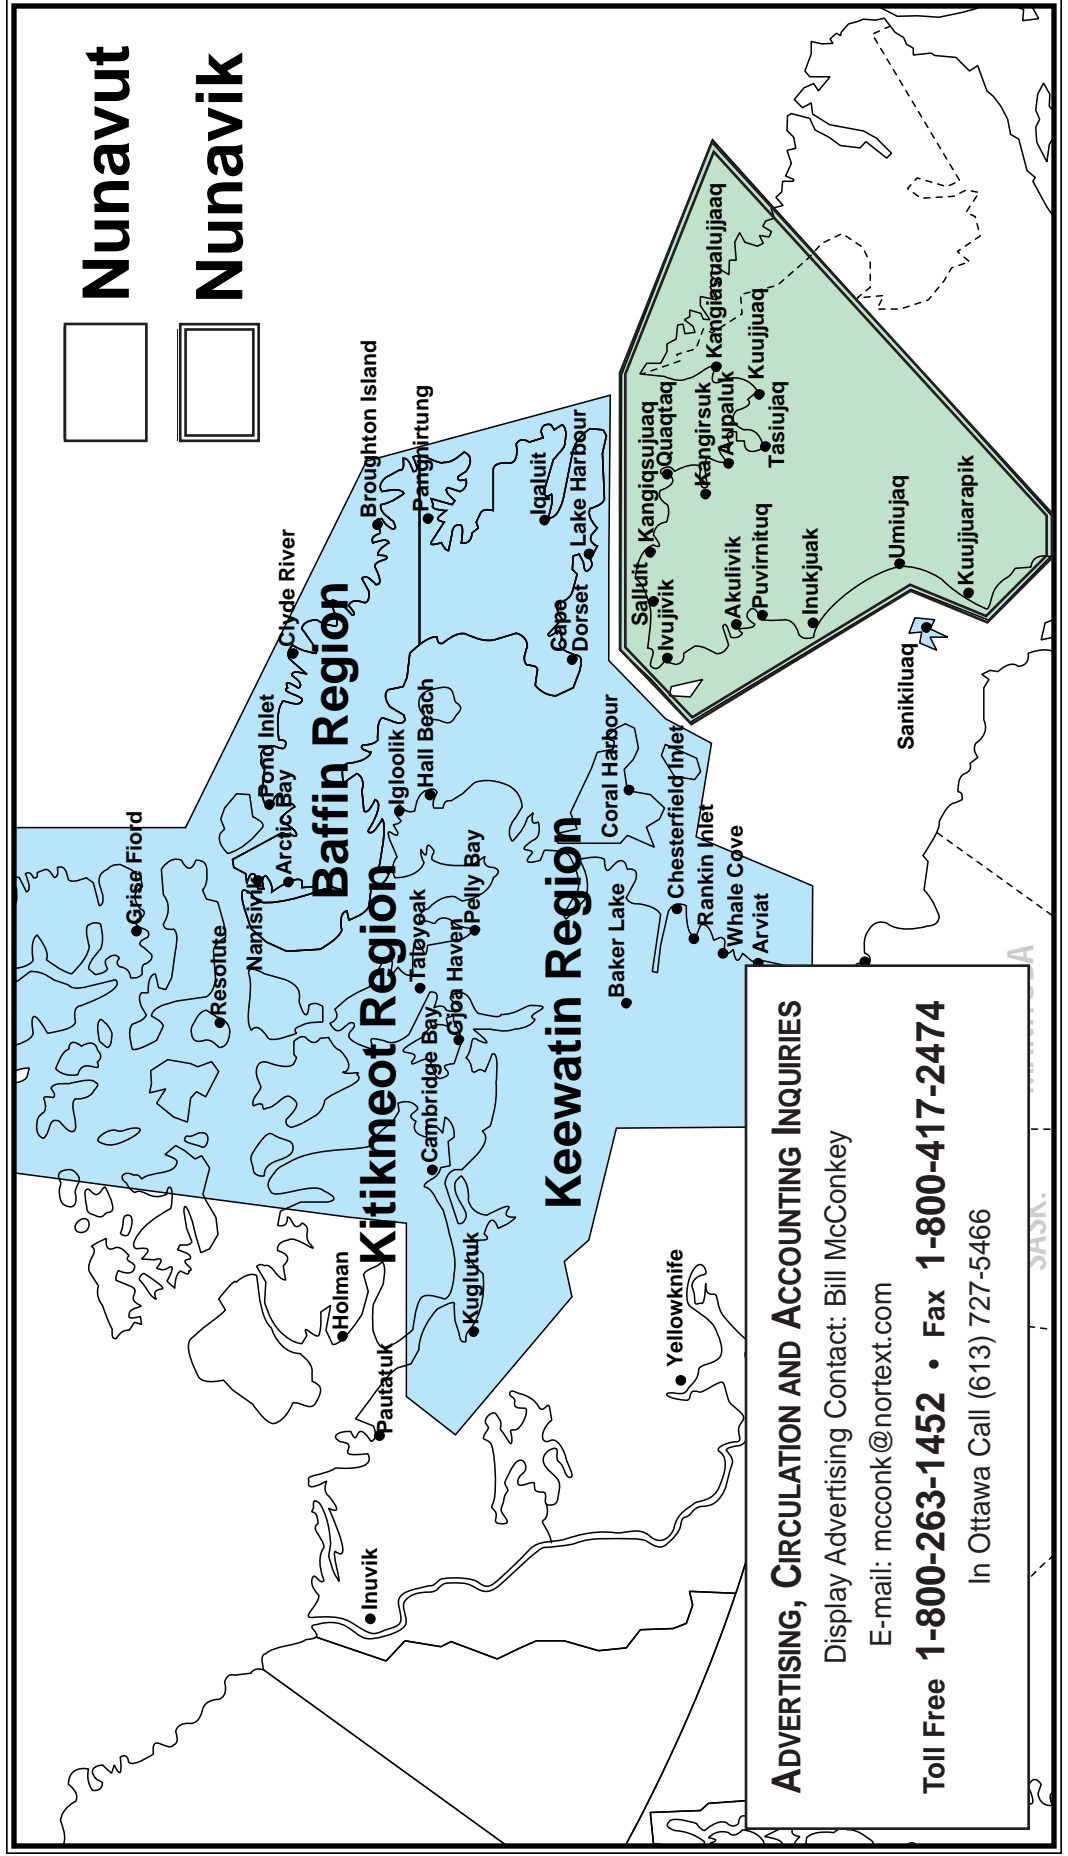 Nunavut
Nunavik
Grise Fiord
Resolute
Pond Inlet
Arctic Bay
Nanisivik
Clyde River
Broughton Island
Pangnirtung
Baffin Region
Igloolik
Hall Beach
Iqaluit
Lake Harbour
Cape
Dorset
Kitikmeot Region
Taloyoak
Pelly Bay
Gjoa Haven
Cambridge Bay
Kuglutuk
Holman
Pautatuk
Inuvik
Yellowknife
Keewatin Region
Coral Harbour
Baker Lake
Chesterfield Inlet
Rankin Inlet
Whale Cove
Arviat
Salluit
Ivujivik
Kangiqsujuaq
Quaqtaq
Kangirsuk
Aupaluk
Kangiqsualujjaaq
Kuujjuaq
Tasiujaq
Akulivik
Puvirnituq
Inukjuak
Umiujaq
Kuujjuarapik
Sanikiluaq
SASK.
ADVERTISING, CIRCULATION AND ACCOUNTING INQUIRIES
Display Advertising Contact: Bill McConkey
E-mail: mcconk@nortext.com
Toll Free 1-800-263-1452 • Fax 1-800-417-2474
In Ottawa Call (613) 727-5466